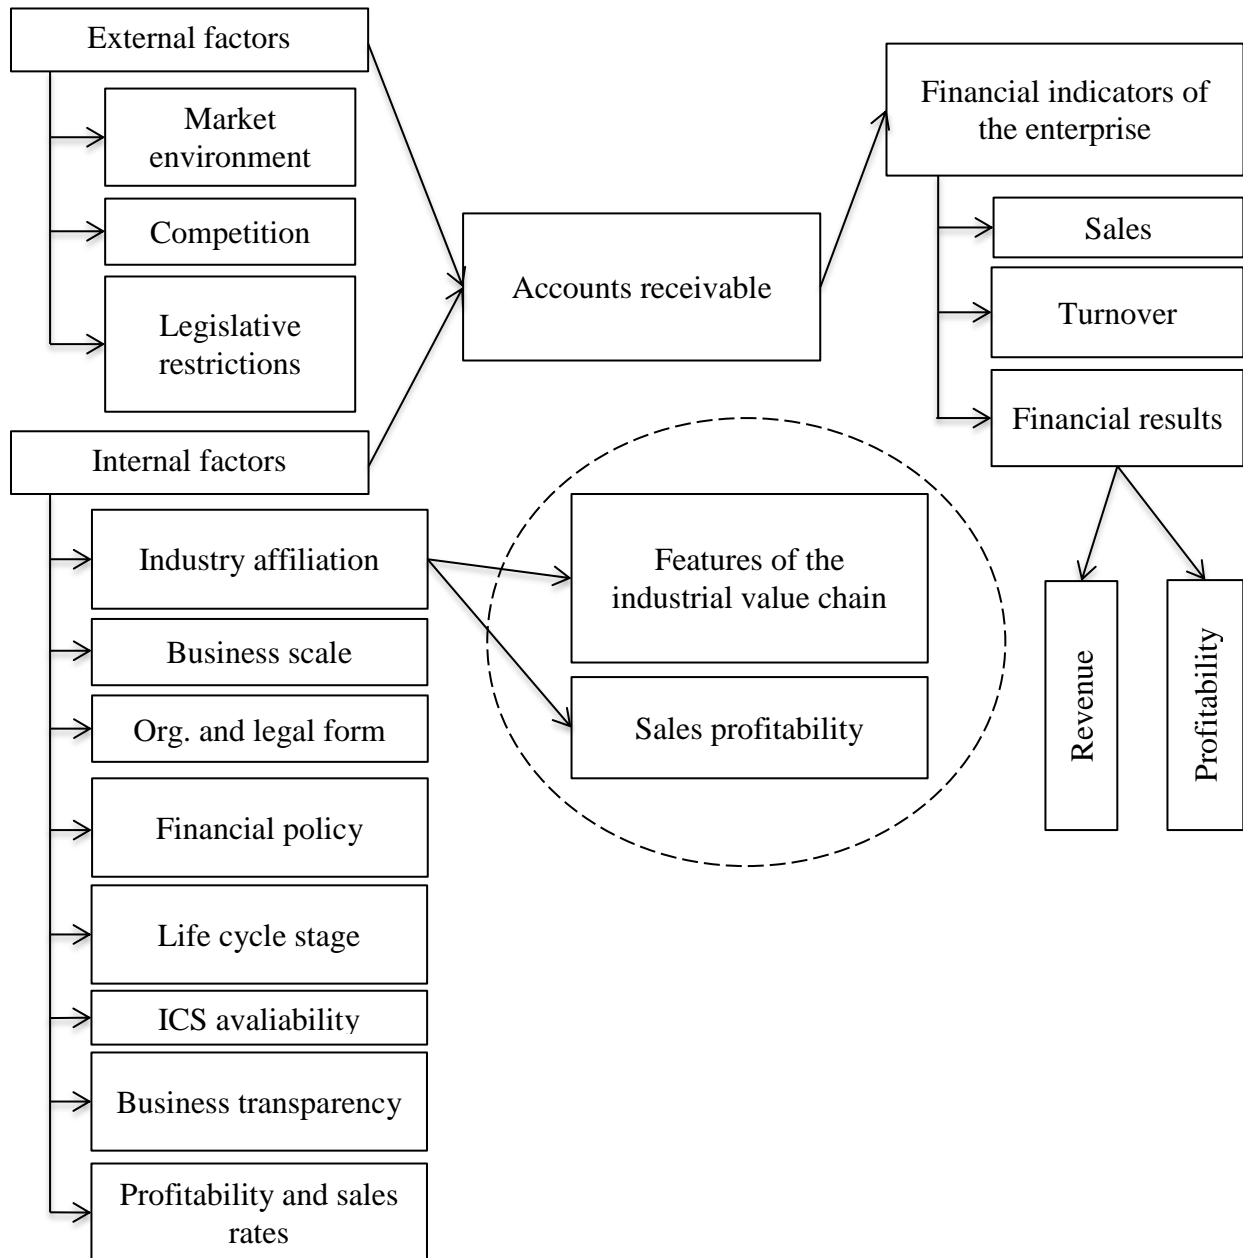 External factors
Market
environment
Competition
Legislative
restrictions
Accounts receivable
Financial indicators of
the enterprise
Sales
Turnover
Financial results
Revenue
Profitability
Internal factors
Industry affiliation
Features of the
industrial value chain
Sales profitability
Business scale
Org. and legal form
Financial policy
Life cycle stage
ICS avaliability
Business transparency
Profitability and sales
rates